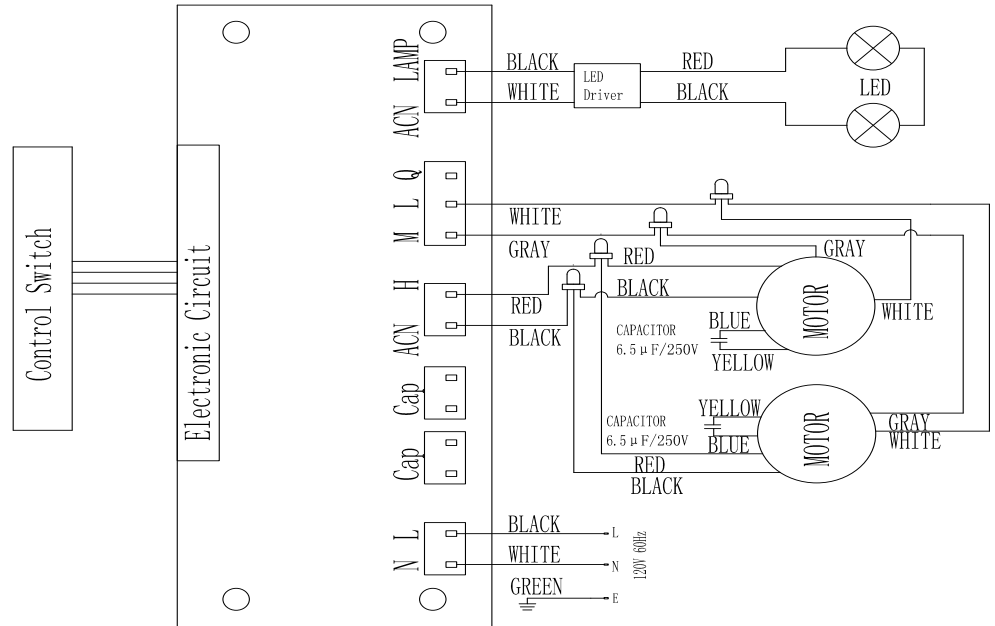 Control Switch
Electronic Circuit
LAMP
ACN
Q
L
M
H
ACN
Cap
Cap
L
N
BLACK
WHITE
LED
Driver
RED
BLACK
LED
WHITE
GRAY
RED
BLACK
RED
BLACK
GRAY
WHITE
MOTOR
BLUE
CAPACITOR
6.5μF/250V
YELLOW
YELLOW
CAPACITOR
6.5μF/250V
BLUE
MOTOR
GRAY
WHITE
RED
BLACK
BLACK
L
WHITE
N
GREEN
E
120V 60Hz